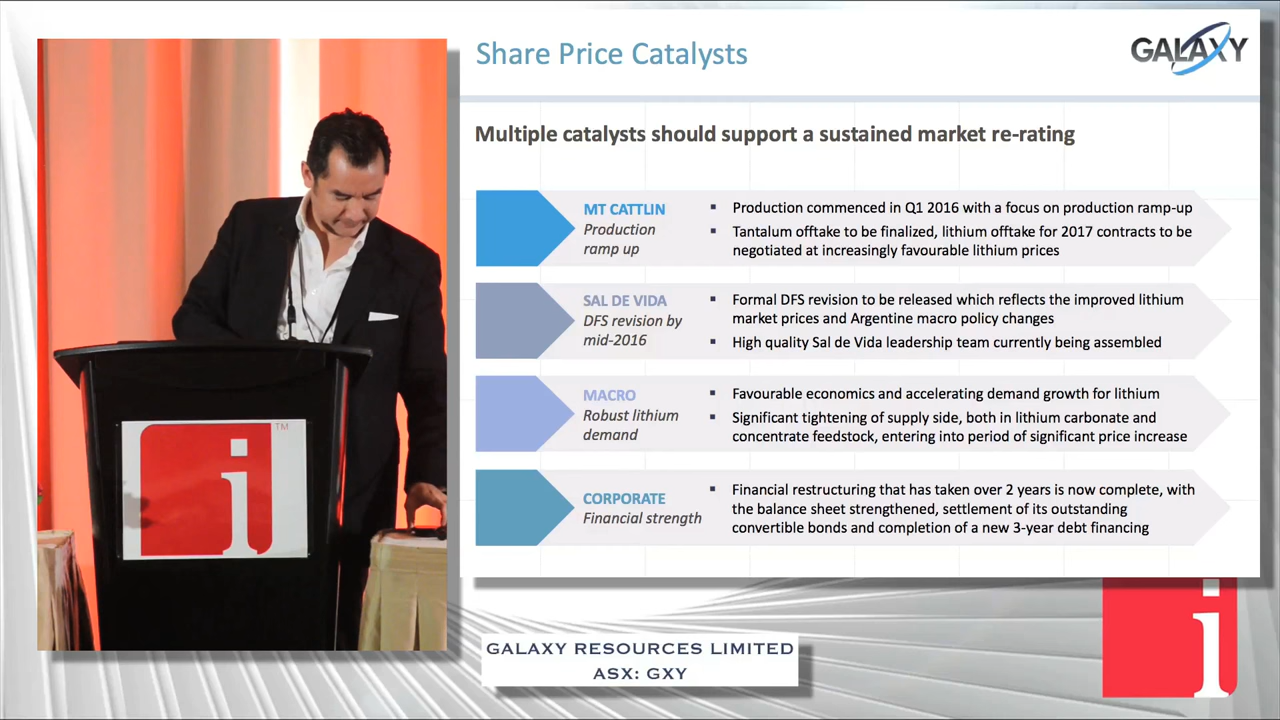 Share Price Catalysts
GALAXY
Multiple catalysts should support a sustained market re-rating
MT CATTLIN
Production
ramp up
▪ Production commenced in Q1 2016 with a focus on production ramp-up
▪ Tantalum offtake to be finalized, lithium offtake for 2017 contracts to be
negotiated at increasingly favourable lithium prices
SAL DE VIDA
DFS revision by
mid-2016
▪ Formal DFS revision to be released which reflects the improved lithium
market prices and Argentine macro policy changes
▪ High quality Sal de Vida leadership team currently being assembled
MACRO
Robust lithium
demand
▪ Favourable economics and accelerating demand growth for lithium
▪ Significant tightening of supply side, both in lithium carbonate and
concentrate feedstock, entering into period of significant price increase
CORPORATE
Financial strength
▪ Financial restructuring that has taken over 2 years is now complete, with
the balance sheet strengthened, settlement of its outstanding
convertible bonds and completion of a new 3-year debt financing
i
TM
GALAXY RESOURCES LIMITED
ASX: GXY
i